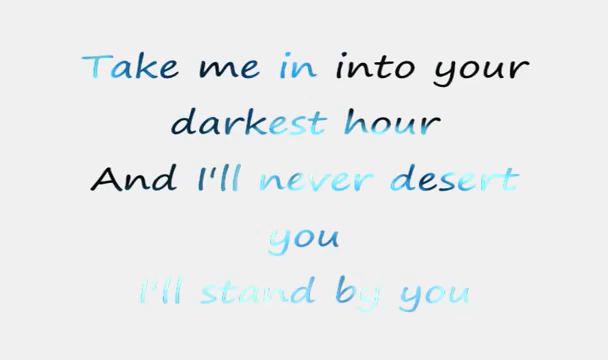 Take me in into your
darkest hour
And I'll never desert
you
I'll stand by you